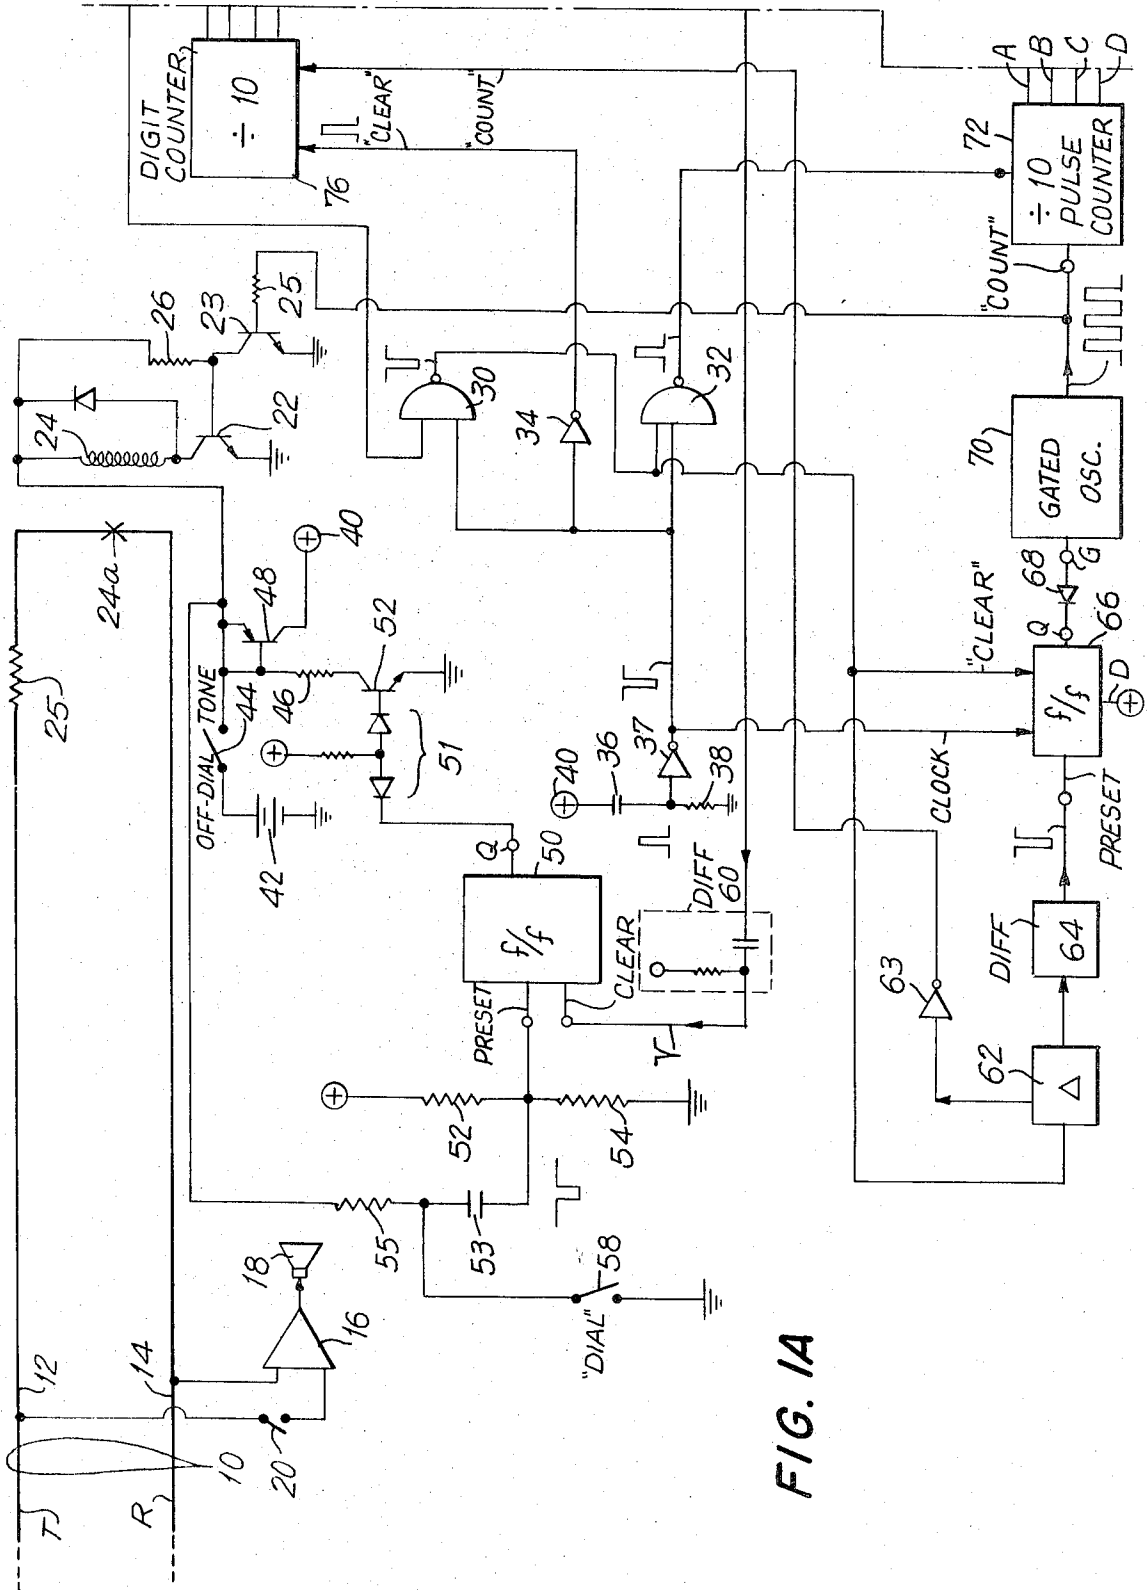 T
R
10
12
14
20
16
18
25
24a
OFF-DIAL-TONE
44
42
46
48
40
52
51
24
22
26
23
25
DIGIT
COUNTER
÷ 10
76
"CLEAR"
"COUNT"
30
34
32
40
36
37
38
Q
50
f/f
PRESET
CLEAR
DIFF
60
r
52
54
55
53
"DIAL"
58
63
62
Δ
DIFF
64
PRESET
CLOCK
"CLEAR"
f/f
66
Q
D
68
G
70
GATED
OSC.
"COUNT"
72
÷ 10
PULSE
COUNTER
A
B
C
D
FIG. 1A